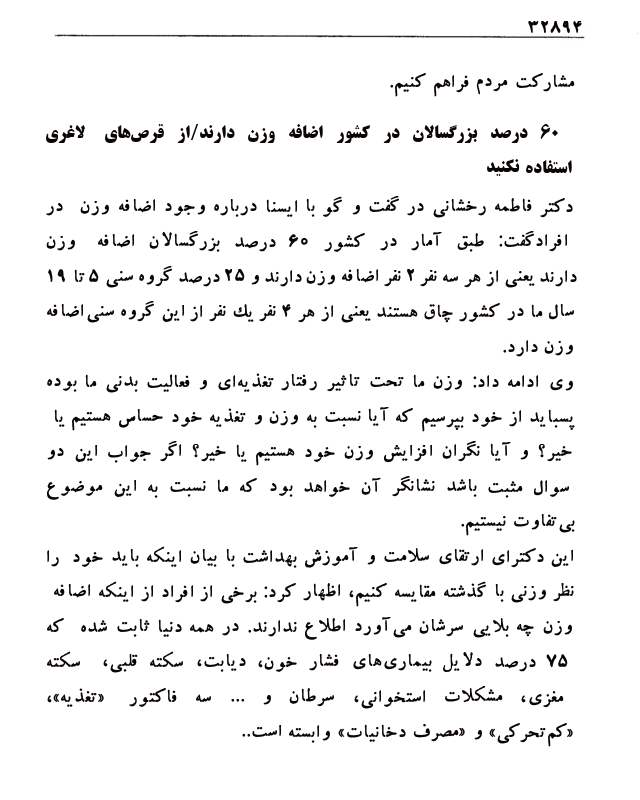 ۳۲۸۹۴
مشارکت مردم فراهم کنیم.
۶۰ درصد بزرگسالان در کشور اضافه وزن دارند/از قرص‌های لاغری
استفاده نکنید
دکتر فاطمه رخشانی در گفت و گو با ایسنا درباره وجود اضافه وزن در
افرادگفت: طبق آمار در کشور ۶۰ درصد بزرگسالان اضافه وزن
دارند یعنی از هر سه نفر ۲ نفر اضافه وزن دارند و ۲۵ درصد گروه سنی ۵ تا ۱۹
سال ما در کشور چاق هستند یعنی از هر ۴ نفر یك نفر از این گروه سنی اضافه
وزن دارد.
وی ادامه داد: وزن ما تحت تاثیر رفتار تغذیه‌ای و فعالیت بدنی ما بوده
پسباید از خود بپرسیم که آیا نسبت به وزن و تغذیه خود حساس هستیم یا
خیر؟ و آیا نگران افزایش وزن خود هستیم یا خیر؟ اگر جواب این دو
سوال مثبت باشد نشانگر آن خواهد بود که ما نسبت به این موضوع
بی‌تفاوت نیستیم.
این دکترای ارتقای سلامت و آموزش بهداشت با بیان اینکه باید خود را
نظر وزنی با گذشته مقایسه کنیم، اظهار کرد: برخی از افراد از اینکه اضافه
وزن چه بلایی سرشان می‌آورد اطلاع ندارند. در همه دنیا ثابت شده که
۷۵ درصد دلایل بیماری‌های فشار خون، دیابت، سکته قلبی، سکته
مغزی، مشکلات استخوانی، سرطان و ... سه فاکتور «تغذیه»،
«کم‌تحرکی» و «مصرف دخانیات» وابسته است..